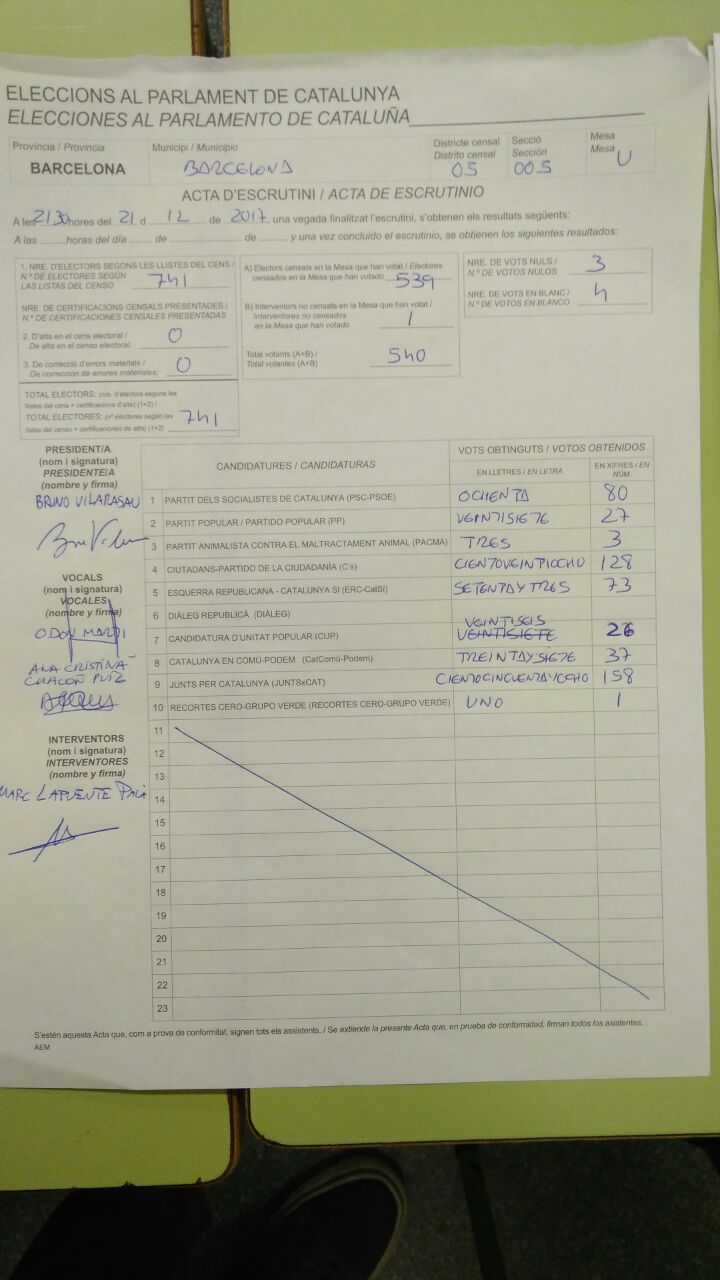 ELECCIONS AL PARLAMENT DE CATALUNYA
ELECCIONES AL PARLAMENTO DE CATALUÑA
Província / Provincia
BARCELONA
Municipi / Municipio
BARCELONA
Districte censal
Distrito censal
05
Secció
Sección
005
Mesa
Mesa
U
ACTA D'ESCRUTINI / ACTA DE ESCRUTINIO
A les 2130 hores del 21 d 12 de 2017, una vegada finalitzat l'escrutini, s'obtenen els resultats següents:
A las ........horas del día ....... de ........................ de ........, y una vez concluido el escrutinio, se obtienen los siguientes resultados:
1. NRE. D'ELECTORS SEGONS LES LLISTES DEL CENS /
N.º DE ELECTORES SEGÚN
LAS LISTAS DEL CENSO 741
NRE. DE CERTIFICACIONS CENSALS PRESENTADES /
N.º DE CERTIFICACIONES CENSALES PRESENTADAS
2. D'alta en el cens electoral /
De alta en el censo electoral: 0
3. De correcció d'errors materials /
De corrección de errores materiales: 0
TOTAL ELECTORS: (nre. d'electors segons les
llistes del cens + certificacions d'alta) (1+2) /
TOTAL ELECTORES: (nº electores según las
listas del censo + certificaciones de alta) (1+2) 741
A) Electors censats en la Mesa que han votat / Electores
censados en la Mesa que han votado 539
B) Interventors no censats en la Mesa que han votat /
Interventores no censados
en la Mesa que han votado 1
Total votants (A+B) /
Total votantes (A+B) 540
NRE. DE VOTS NULS /
N.º DE VOTOS NULOS 3
NRE. DE VOTS EN BLANC /
N.º DE VOTOS EN BLANCO 4
PRESIDENT/A
(nom i signatura)
PRESIDENTE/A
(nombre y firma)
BRUNO VILARASAU
VOCALS
(nom i signatura)
VOCALES
(nombre y firma)
ODON MARDI
ANA CRISTINA
CHACON RUIZ
INTERVENTORS
(nom i signatura)
INTERVENTORES
(nombre y firma)
MARC LAPUENTE
CANDIDATURES / CANDIDATURAS
VOTS OBTINGUTS / VOTOS OBTENIDOS
EN LLETRES / EN LETRA
EN XIFRES / EN NÚM.
1 PARTIT DELS SOCIALISTES DE CATALUNYA (PSC-PSOE) OCHENTA 80
2 PARTIT POPULAR / PARTIDO POPULAR (PP) VEINTISIETE 27
3 PARTIT ANIMALISTA CONTRA EL MALTRACTAMENT ANIMAL (PACMA) TRES 3
4 CIUTADANS-PARTIDO DE LA CIUDADANÍA (C's) CIENTOVEINTIOCHO 128
5 ESQUERRA REPUBLICANA - CATALUNYA SI (ERC-CatSI) SETENTA Y TRES 73
6 DIÀLEG REPUBLICÀ (DIÀLEG)
VEINTISEIS
7 CANDIDATURA D'UNITAT POPULAR (CUP) VEINTISIETE 26
8 CATALUNYA EN COMÚ-PODEM (CatComú-Podem) TREINTAYSIETE 37
9 JUNTS PER CATALUNYA (JUNTSxCAT) CIENTOCINCUENTAYOCHO 158
10 RECORTES CERO-GRUPO VERDE (RECORTES CERO-GRUPO VERDE) UNO 1
11
12
13
14
15
16
17
18
19
20
21
22
23
S'estén aquesta Acta que, com a prova de conformitat, signen tots els assistents. / Se extiende la presente Acta que, en prueba de conformidad, firman todos los asistentes.
AEM